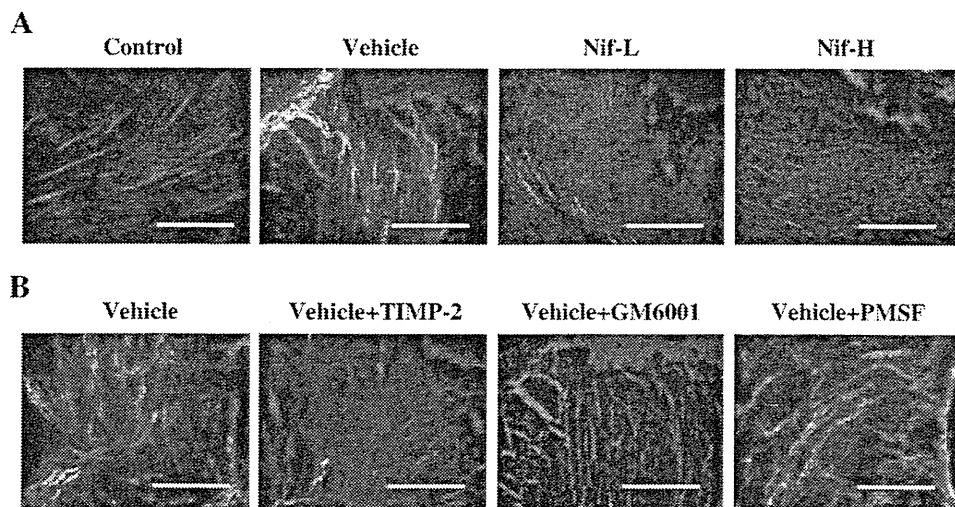 A
Control Vehicle Nif-L Nif-H
B
Vehicle Vehicle+TIMP-2 Vehicle+GM6001 Vehicle+PMSF